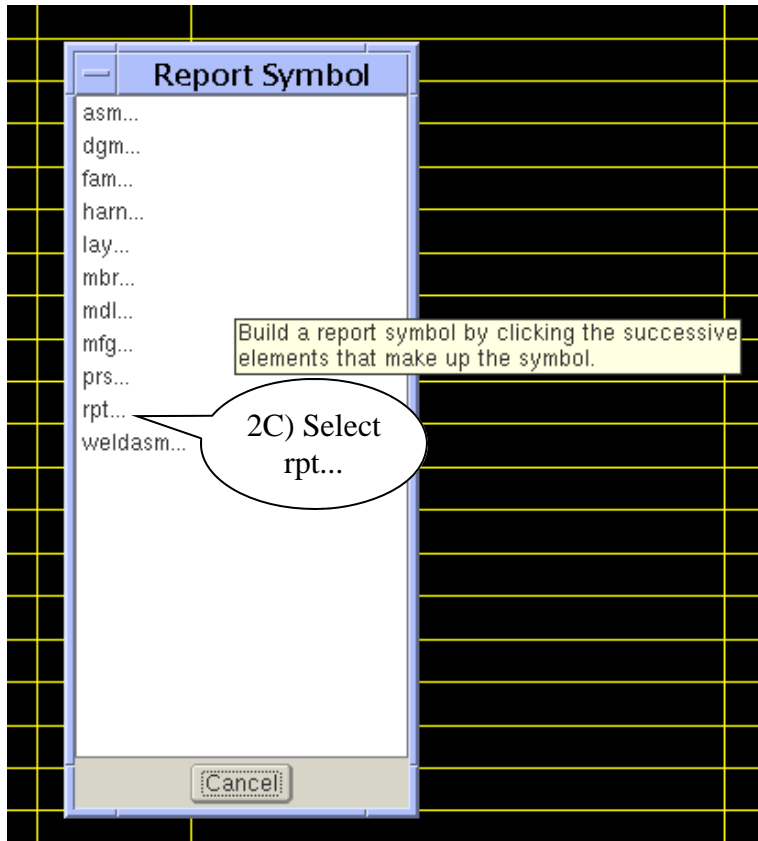 Report Symbol
asm...
dgm...
fam...
harn...
lay...
mbr...
mdl...
mfg...
Build a report symbol by clicking the successive
elements that make up the symbol.
prs...
rpt...
2C) Select
rpt...
weldasm...
Cancel